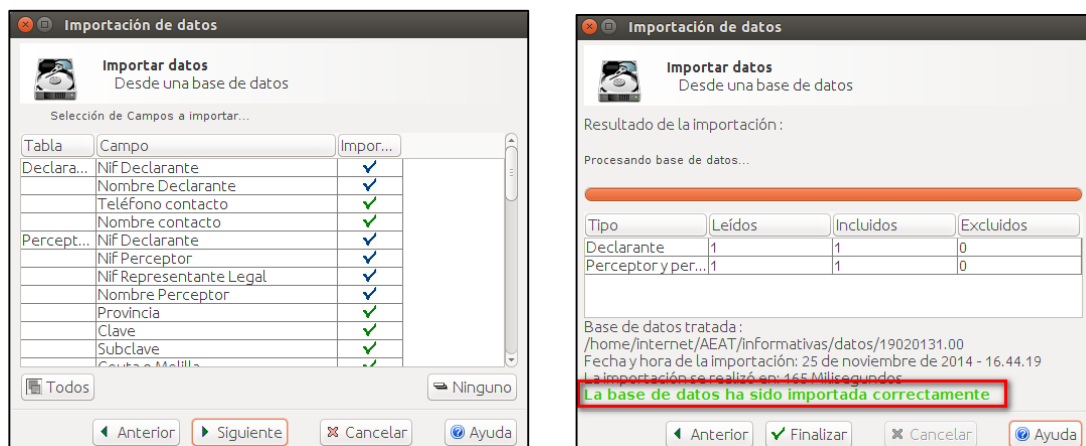 Importación de datos
Importar datos
Desde una base de datos
Selección de Campos a importar...
Tabla Campo Impor...
Declara... Nif Declarante
Nombre Declarante
Teléfono contacto
Nombre contacto
Percept... Nif Declarante
Nif Perceptor
Nif Representante Legal
Nombre Perceptor
Provincia
Clave
Subclave
Ceuta o Melilla
Todos Ninguno
Anterior Siguiente Cancelar Ayuda
Importación de datos
Importar datos
Desde una base de datos
Resultado de la importación :
Procesando base de datos...
Tipo Leídos Incluidos Excluidos
Declarante 1 1 0
Perceptor y per... 1 1 0
Base de datos tratada :
/home/internet/AEAT/informativas/datos/19020131.00
Fecha y hora de la importación: 25 de noviembre de 2014 - 16.44.19
La importación se realizó en: 165 Milisegundos
La base de datos ha sido importada correctamente
Anterior Finalizar Cancelar Ayuda